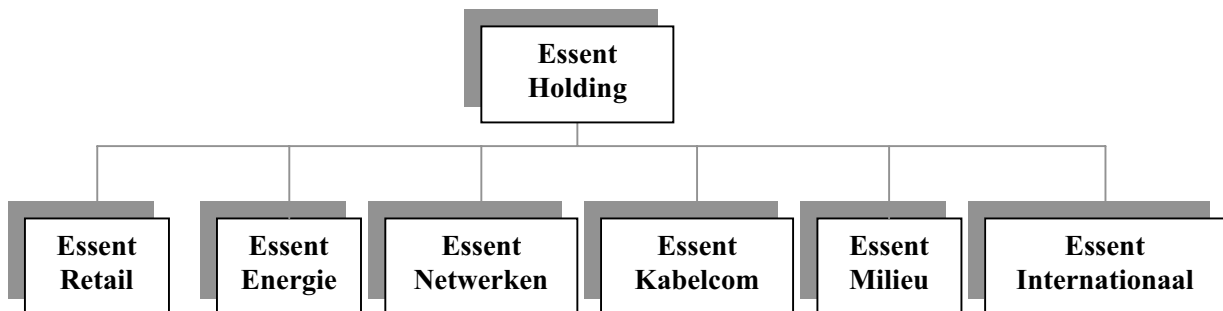 Essent
Holding
Essent
Retail
Essent
Energie
Essent
Netwerken
Essent
Kabelcom
Essent
Milieu
Essent
Internationaal